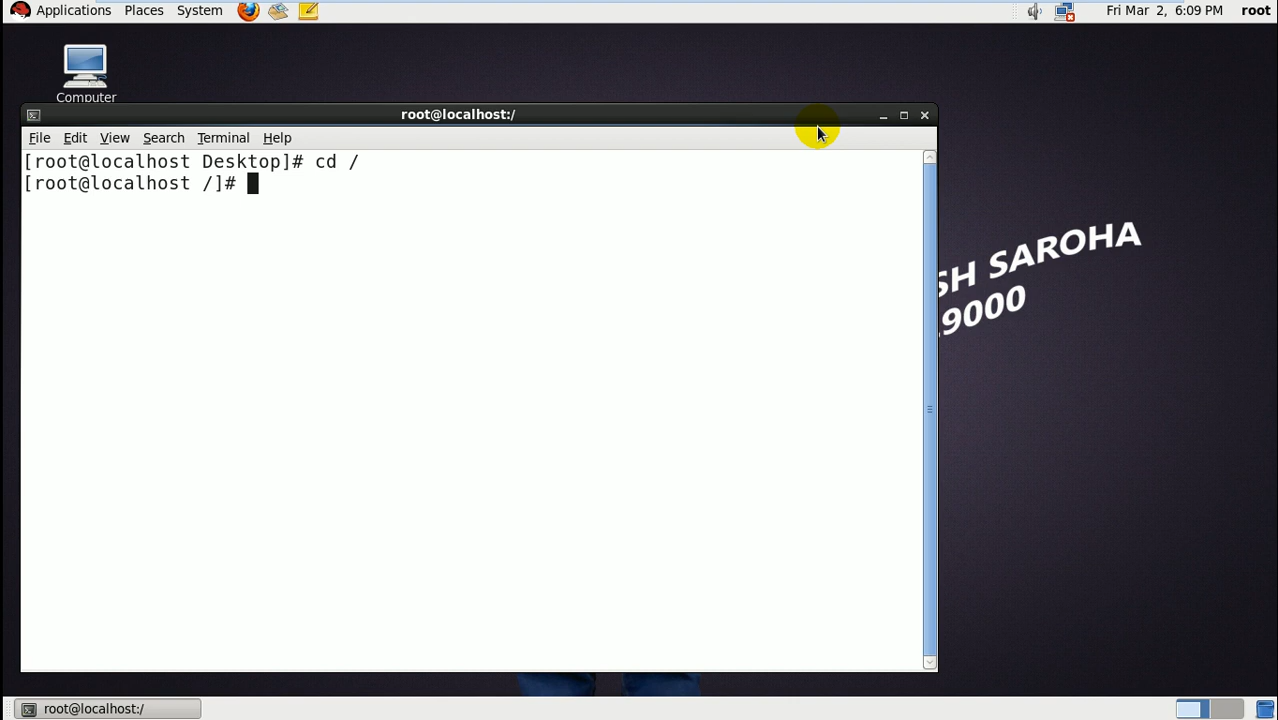 Applications Places System
Fri Mar 2, 6:09 PM root
Computer
root@localhost:/
File Edit View Search Terminal Help
[root@localhost Desktop]# cd /
[root@localhost /]#
SH SAROHA
9000
root@localhost:/